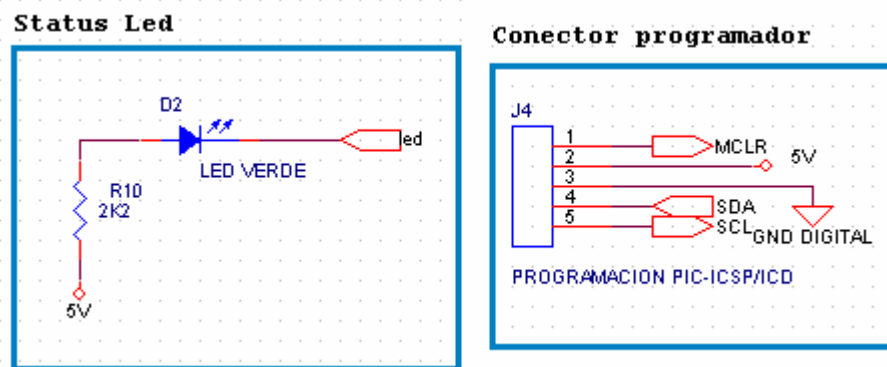 Status Led
D2
led
LED VERDE
R10
2K2
5V
Conector programador
J4
1
MCLR
2
5V
3
4
SDA
5
SCL
GND DIGITAL
PROGRAMACION PIC-ICSP/ICD